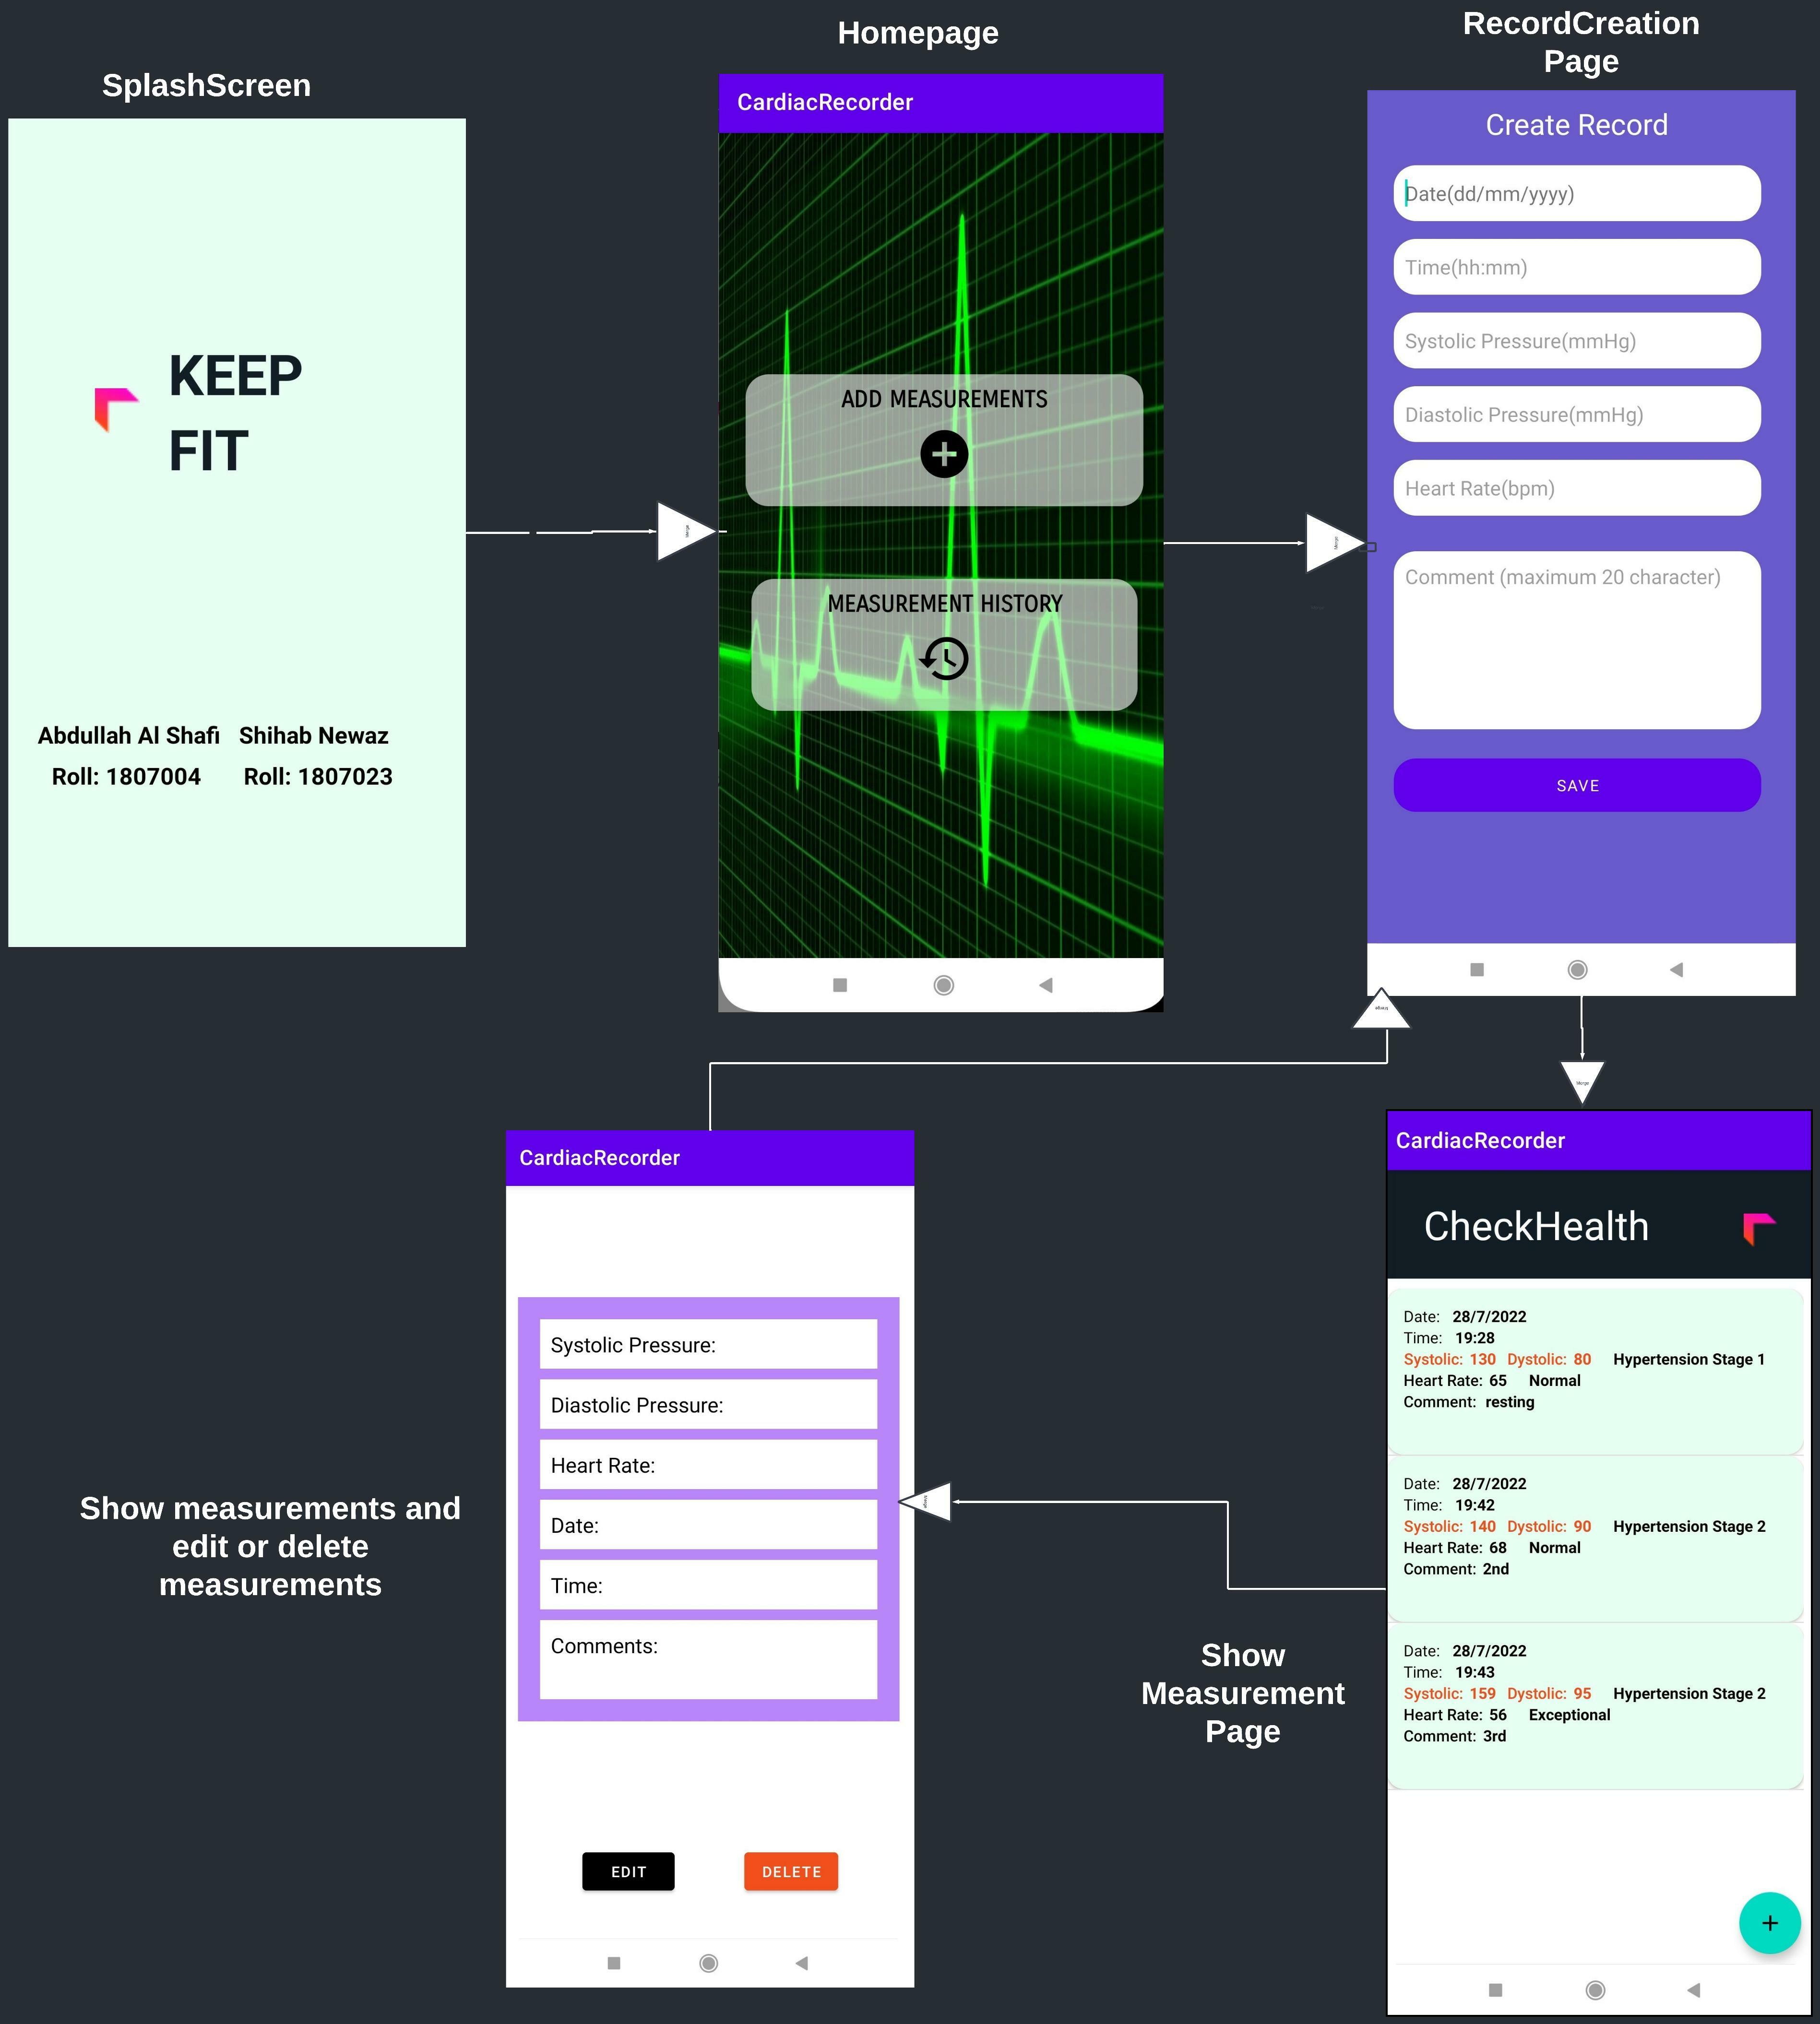 SplashScreen
KEEP
FIT
Abdullah Al Shafi Shihab Newaz
Roll: 1807004 Roll: 1807023
Homepage
CardiacRecorder
ADD MEASUREMENTS
MEASUREMENT HISTORY
RecordCreation
Page
Create Record
Date(dd/mm/yyyy)
Time(hh:mm)
Systolic Pressure(mmHg)
Diastolic Pressure(mmHg)
Heart Rate(bpm)
Comment (maximum 20 character)
SAVE
Merge
Merge
Merge
Merge
CardiacRecorder
CheckHealth
Date: 28/7/2022
Time: 19:28
Systolic: 130 Dystolic: 80 Hypertension Stage 1
Heart Rate: 65 Normal
Comment: resting
Date: 28/7/2022
Time: 19:42
Systolic: 140 Dystolic: 90 Hypertension Stage 2
Heart Rate: 68 Normal
Comment: 2nd
Date: 28/7/2022
Time: 19:43
Systolic: 159 Dystolic: 95 Hypertension Stage 2
Heart Rate: 56 Exceptional
Comment: 3rd
Show
Measurement
Page
Merge
CardiacRecorder
Systolic Pressure:
Diastolic Pressure:
Heart Rate:
Date:
Time:
Comments:
EDIT DELETE
Show measurements and
edit or delete
measurements